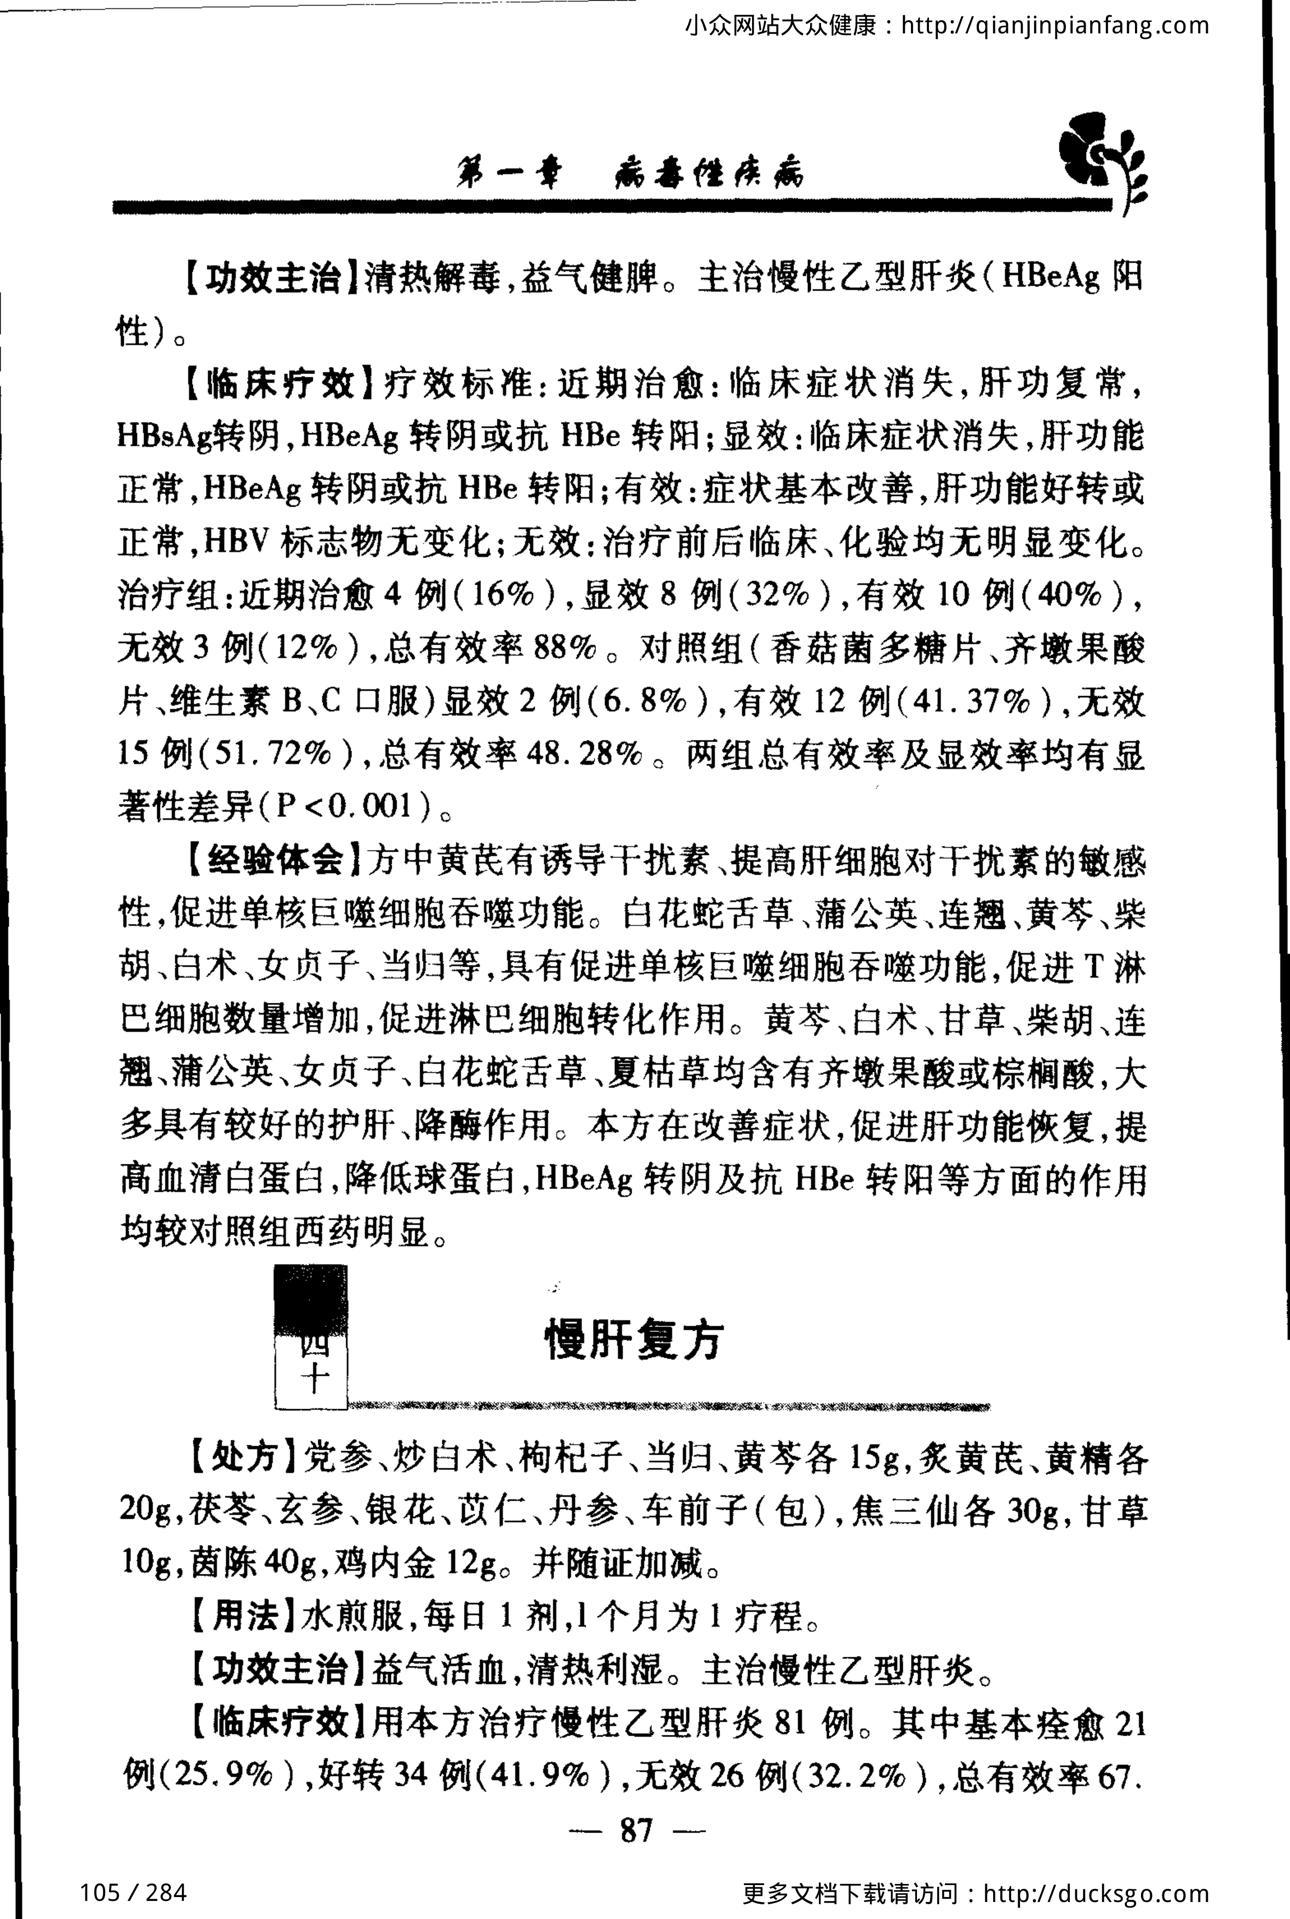 小众网站大众健康：http://qianjinpianfang.com
第一章 病毒性疾病
【功效主治】清热解毒,益气健脾。主治慢性乙型肝炎(HBeAg 阳
性)。
【临床疗效】疗效标准:近期治愈:临床症状消失,肝功复常,
HBsAg转阴,HBeAg 转阴或抗 HBe 转阳;显效:临床症状消失,肝功能
正常,HBeAg 转阴或抗 HBe 转阳;有效:症状基本改善,肝功能好转或
正常,HBV 标志物无变化;无效:治疗前后临床、化验均无明显变化。
治疗组:近期治愈 4 例(16%),显效 8 例(32%),有效 10 例(40%),
无效 3 例(12%),总有效率 88%。对照组(香菇菌多糖片、齐墩果酸
片、维生素 B、C 口服)显效 2 例(6.8%),有效 12 例(41.37%),无效
15 例(51.72%),总有效率 48.28%。两组总有效率及显效率均有显
著性差异(P<0.001)。
【经验体会】方中黄芪有诱导干扰素、提高肝细胞对干扰素的敏感
性,促进单核巨噬细胞吞噬功能。白花蛇舌草、蒲公英、连翘、黄芩、柴
胡、白术、女贞子、当归等,具有促进单核巨噬细胞吞噬功能,促进 T 淋
巴细胞数量增加,促进淋巴细胞转化作用。黄芩、白术、甘草、柴胡、连
翘、蒲公英、女贞子、白花蛇舌草、夏枯草均含有齐墩果酸或棕榈酸,大
多具有较好的护肝、降酶作用。本方在改善症状,促进肝功能恢复,提
高血清白蛋白,降低球蛋白,HBeAg 转阴及抗 HBe 转阳等方面的作用
均较对照组西药明显。
四十
慢肝复方
【处方】党参、炒白术、枸杞子、当归、黄芩各 15g,炙黄芪、黄精各
20g,茯苓、玄参、银花、苡仁、丹参、车前子(包),焦三仙各 30g,甘草
10g,茵陈 40g,鸡内金 12g。并随证加减。
【用法】水煎服,每日 1 剂,1 个月为 1 疗程。
【功效主治】益气活血,清热利湿。主治慢性乙型肝炎。
【临床疗效】用本方治疗慢性乙型肝炎 81 例。其中基本痊愈 21
例(25.9%),好转 34 例(41.9%),无效 26 例(32.2%),总有效率 67.
— 87 —
105 / 284
更多文档下载请访问：http://ducksgo.com